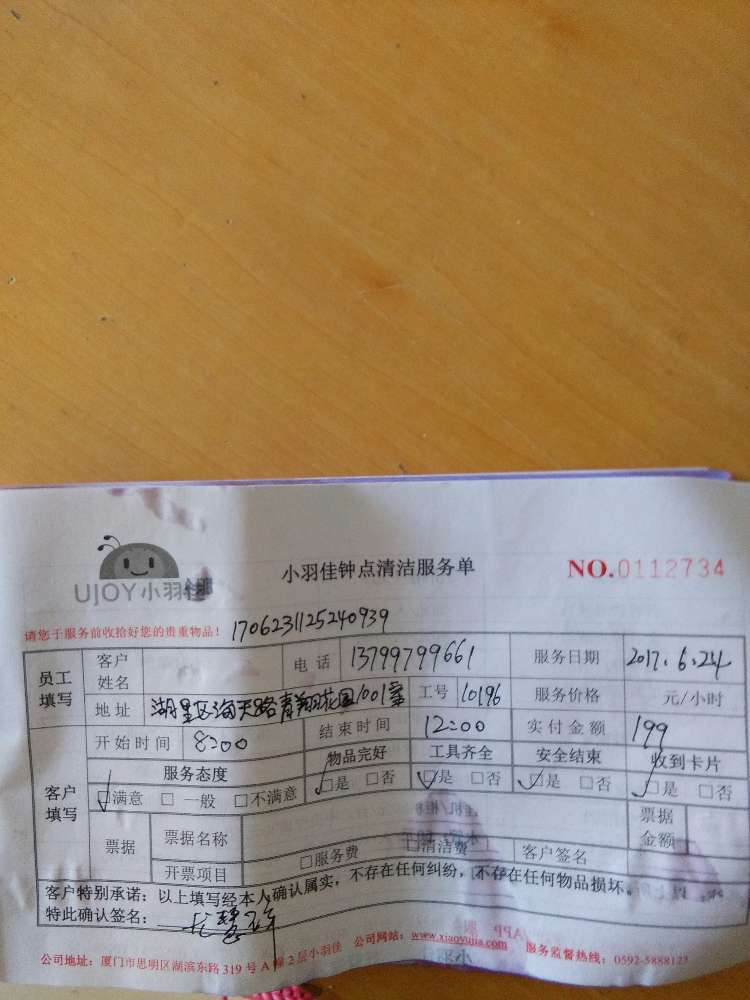 UJOY小羽佳
小羽佳钟点清洁服务单
NO.0112734
请您于服务前收拾好您的贵重物品！ 1706231125240939
员工填写 客户姓名 电话 13799799661 服务日期 2017.6.24
地址 湖里区海天路青翔花园1001室 工号 10196 服务价格 元/小时
开始时间 8:00 结束时间 12:00 实付金额 199
客户填写 服务态度 物品完好 工具齐全 安全结束 收到卡片
□满意 □一般 □不满意 □是 □否 □是 □否 □是 □否 □是 □否
票据 票据名称 票据金额
开票项目 □服务费 □清洁费 客户签名
客户特别承诺：以上填写经本人确认属实，不存在任何纠纷，不存在任何物品损坏。
特此确认签名：
公司地址：厦门市思明区湖滨东路319号A幢2层小羽佳 公司网站：www.xiaoyujia.com 服务监督热线：0592-5888123